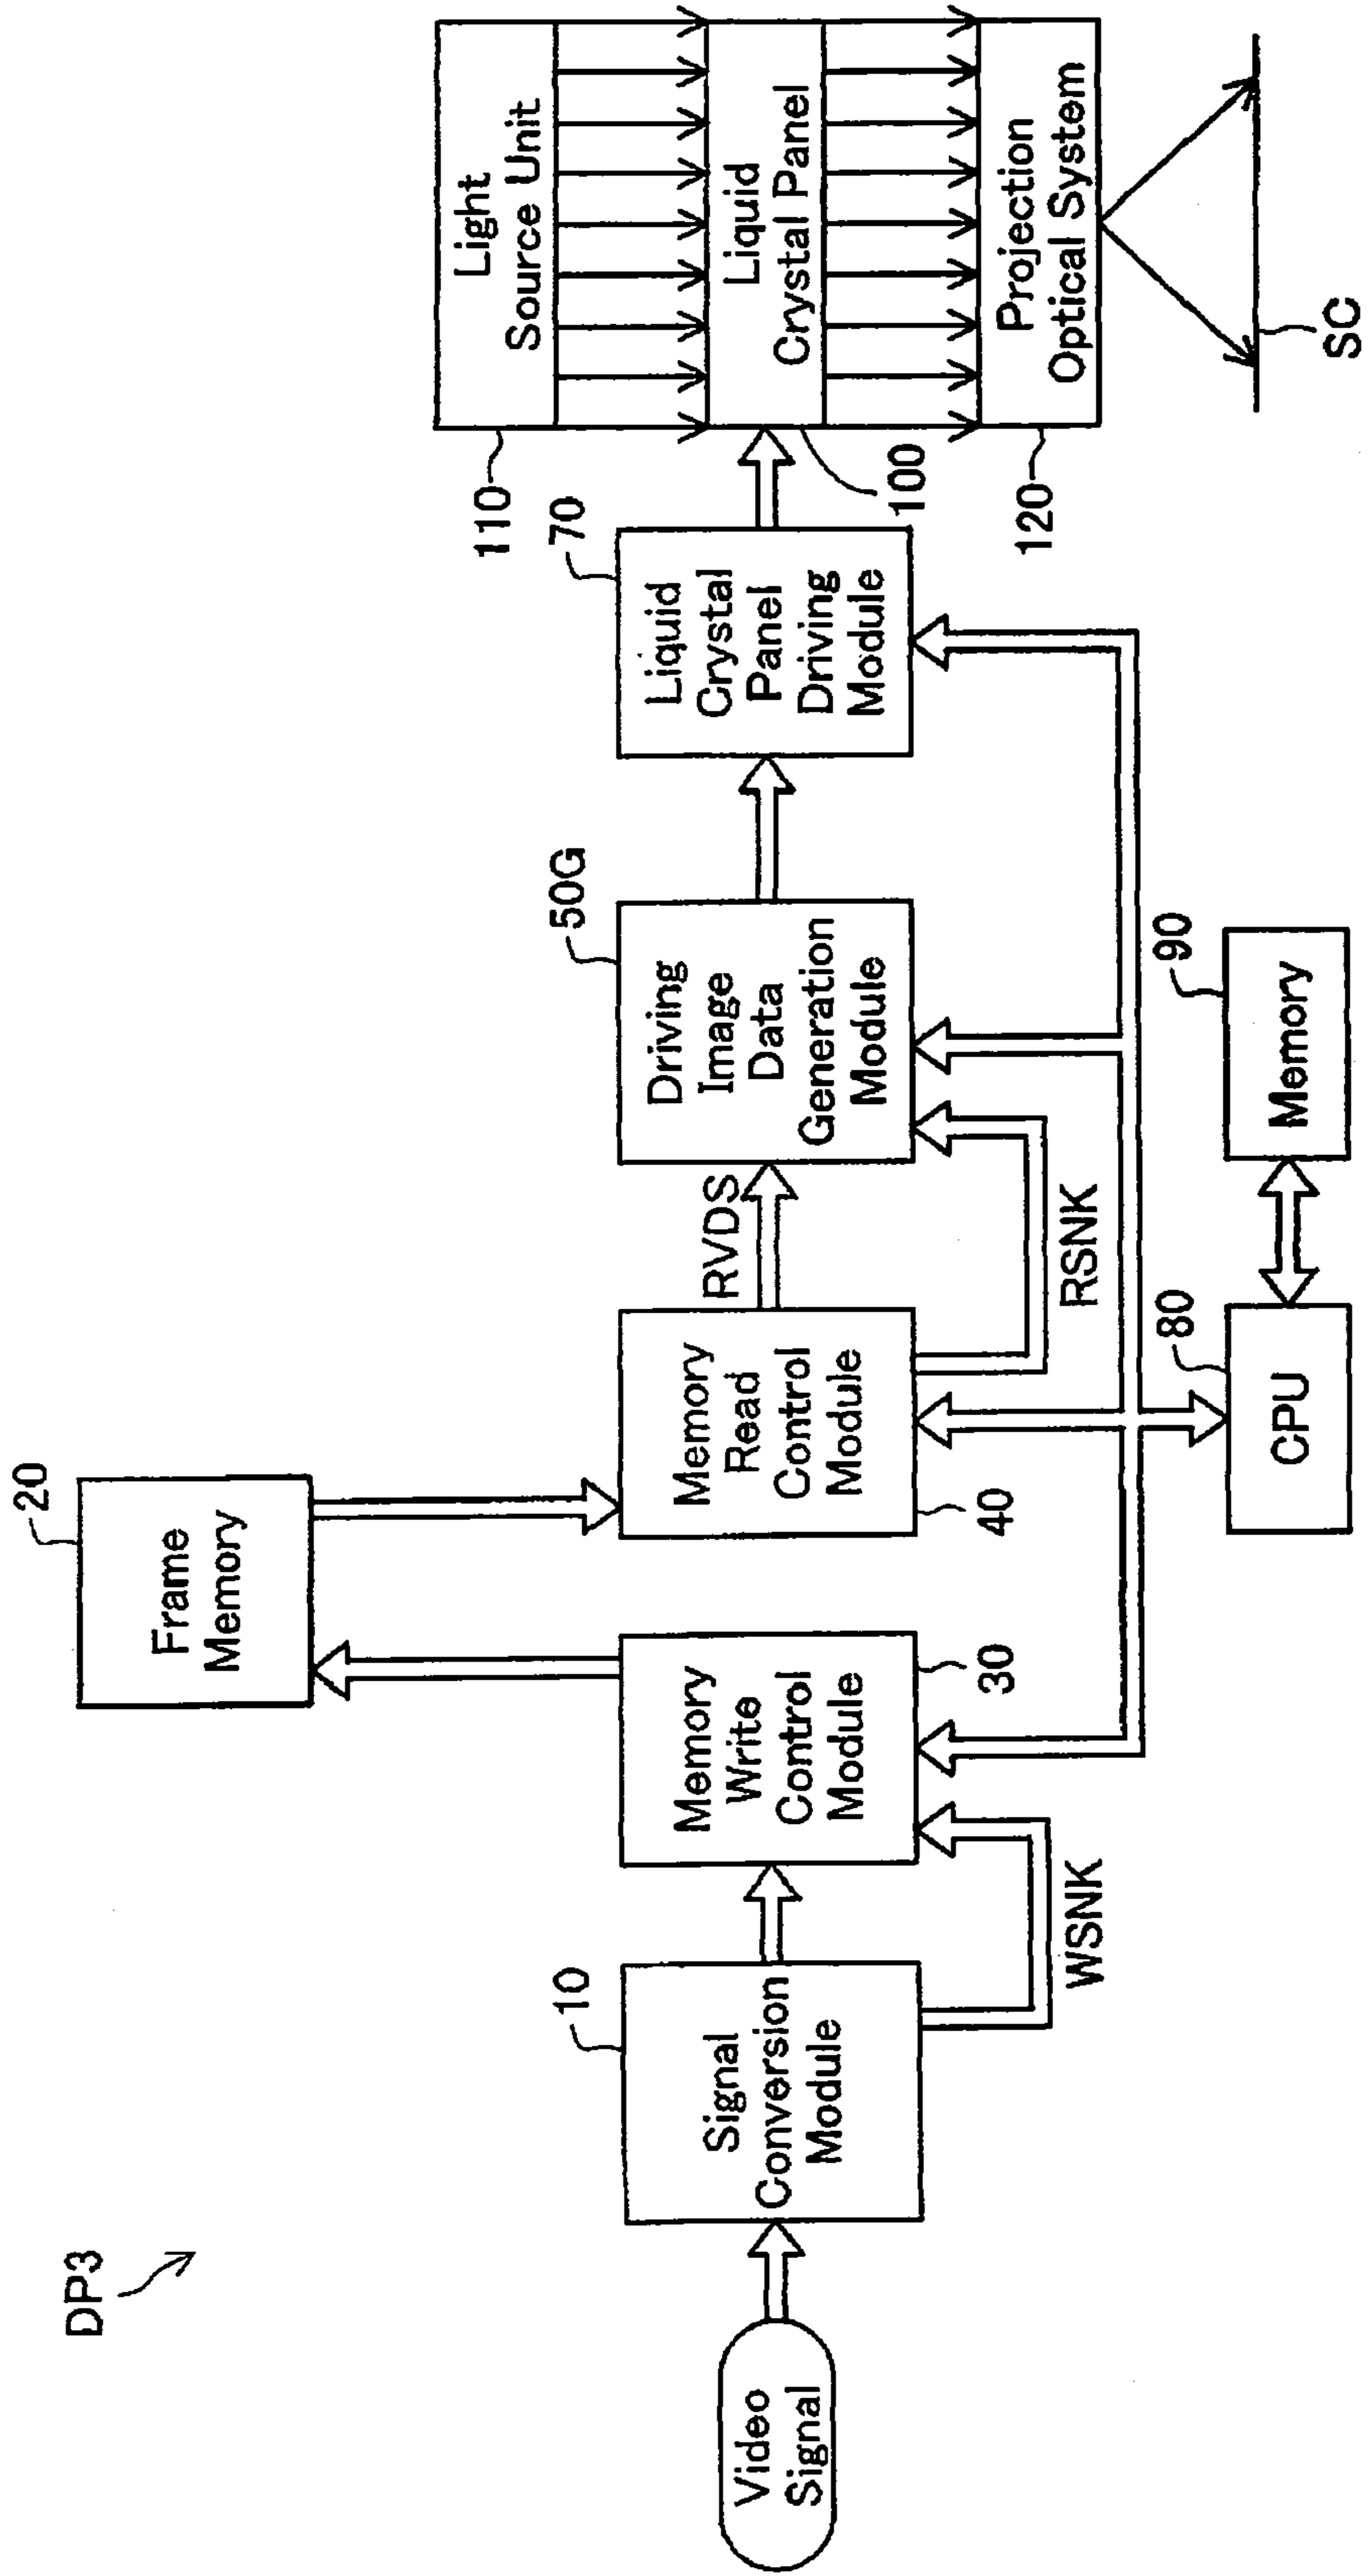 DP3
20
Frame
Memory
Video
Signal
10
Signal
Conversion
Module
WSNK
Memory
Write
Control
Module
30
Memory
Read
Control
Module
40
RVDS
RSNK
50G
Driving
Image
Data
Generation
Module
70
Liquid
Crystal
Panel
Driving
Module
110
Light
Source Unit
Liquid
Crystal Panel
100
Projection
Optical System
120
SC
80
CPU
90
Memory